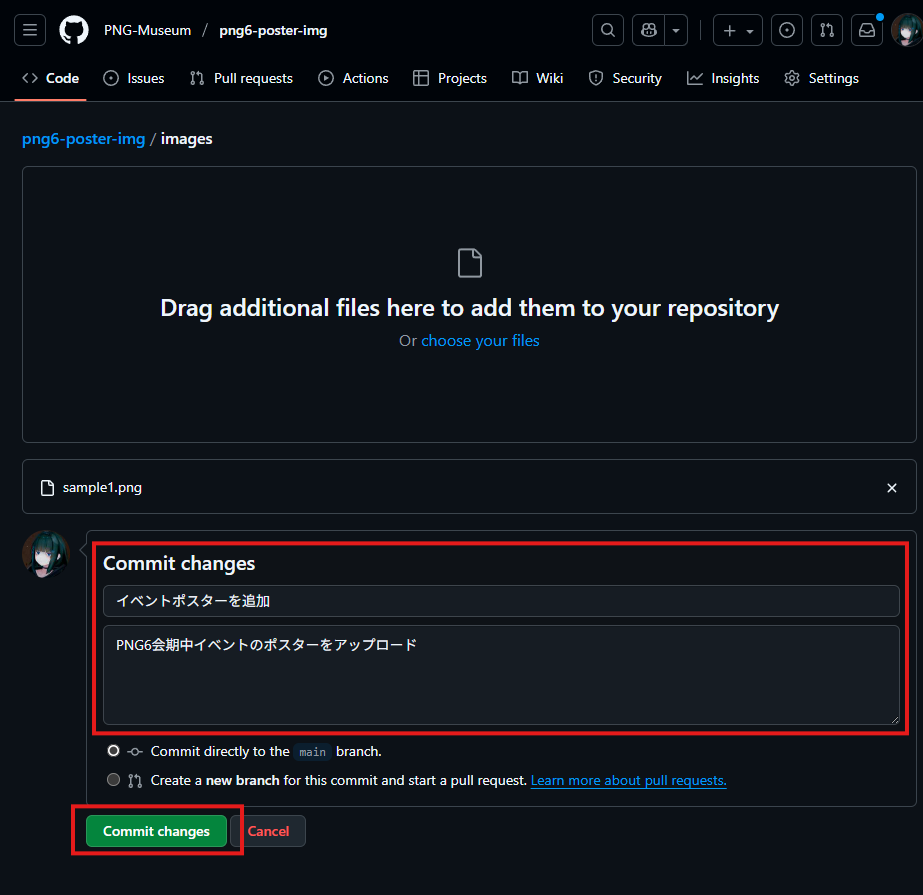 PNG-Museum / png6-poster-img
Code Issues Pull requests Actions Projects Wiki Security Insights Settings
png6-poster-img / images
Drag additional files here to add them to your repository
Or choose your files
sample1.png
Commit changes
イベントポスターを追加
PNG6会期中イベントのポスターをアップロード
Commit directly to the main branch.
Create a new branch for this commit and start a pull request. Learn more about pull requests.
Commit changes Cancel